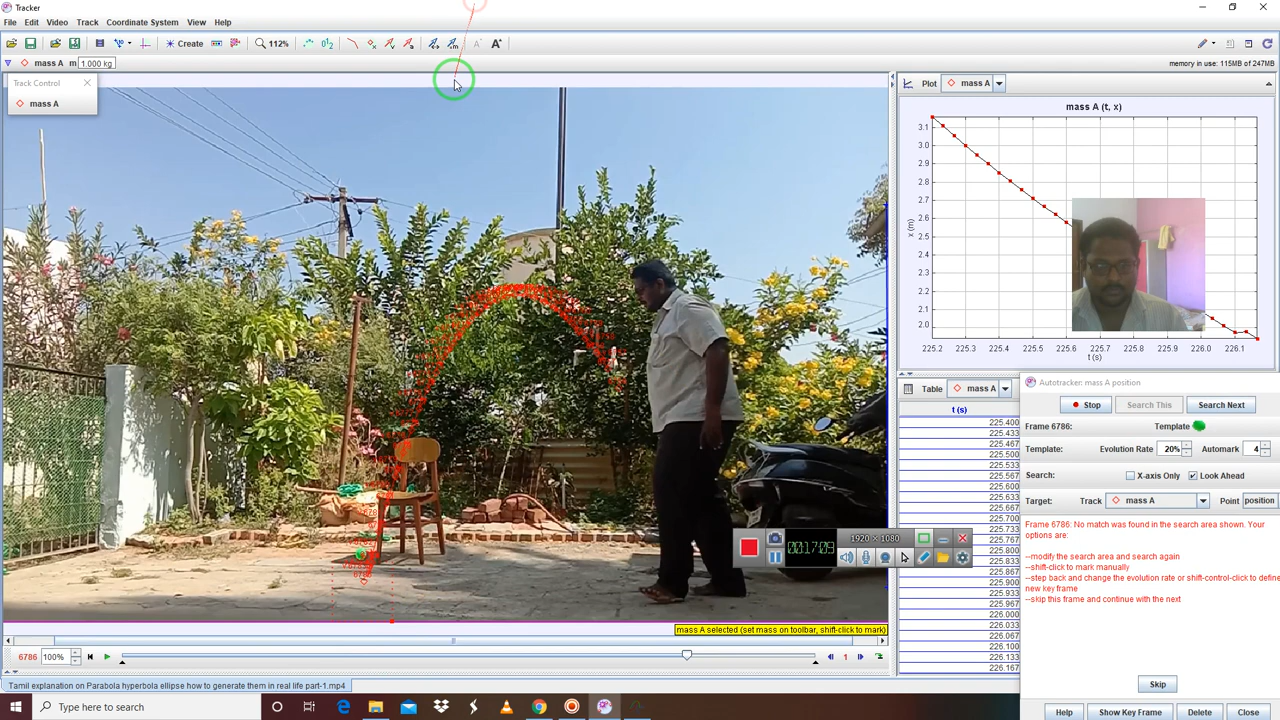 Tracker
File Edit Video Track Coordinate System View Help
Create 112%
memory in use: 115MB of 247MB
mass A m 1.000 kg
Track Control
mass A
Plot mass A
mass A (t, x)
3.1
3.0
2.9
2.8
2.7
2.6
2.5
2.4
2.3
2.2
2.1
2.0
x (m)
225.2 225.3 225.4 225.5 225.6 225.7 225.8 225.9 226.0 226.1
t (s)
Table mass A
t (s)
225.400
225.433
225.467
225.500
225.533
225.567
225.600
225.633
225.667
225.700
225.733
225.767
225.800
225.833
225.867
225.900
225.933
225.967
226.000
226.033
226.067
226.100
226.133
226.167
Autotracker: mass A position
Stop Search This Search Next
Frame 6786: Template
Template: Evolution Rate 20% Automark 4
Search: X-axis Only Look Ahead
Target: Track mass A Point position
Frame 6786: No match was found in the search area shown. Your
options are:
--modify the search area and search again
--shift-click to mark manually
--step back and change the evolution rate or shift-control-click to define
new key frame
--skip this frame and continue with the next
Skip
Help Show Key Frame Delete Close
1920 × 1080
00:17:09
mass A selected (set mass on toolbar, shift-click to mark)
6786 100% 1
Tamil explanation on Parabola hyperbola ellipse how to generate them in real life part-1.mp4
Type here to search